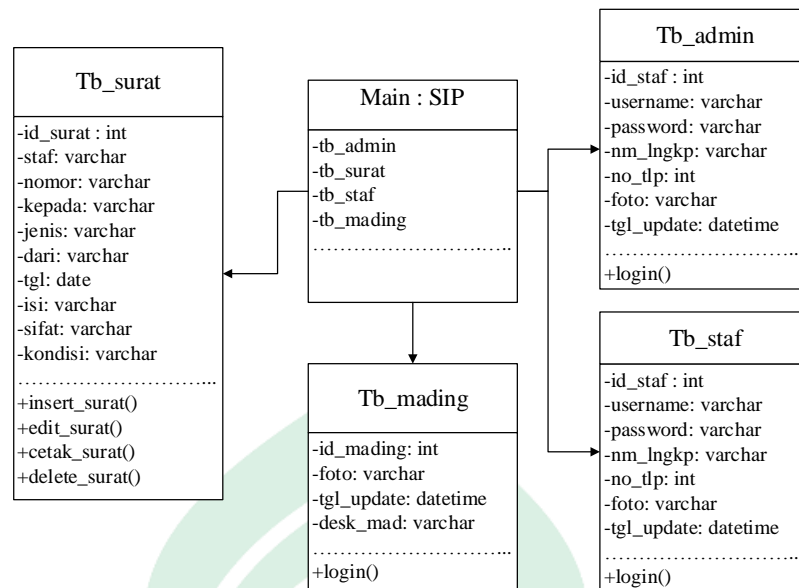 Tb_surat
-id_surat : int
-staf: varchar
-nomor: varchar
-kepada: varchar
-jenis: varchar
-dari: varchar
-tgl: date
-isi: varchar
-sifat: varchar
-kondisi: varchar
…………………………...
+insert_surat()
+edit_surat()
+cetak_surat()
+delete_surat()
Main : SIP
-tb_admin
-tb_surat
-tb_staf
-tb_mading
……………………….…..
Tb_mading
-id_mading: int
-foto: varchar
-tgl_update: datetime
-desk_mad: varchar
…………………………...
+login()
Tb_admin
-id_staf : int
-username: varchar
-password: varchar
-nm_lngkp: varchar
-no_tlp: int
-foto: varchar
-tgl_update: datetime
…………………………..
+login()
Tb_staf
-id_staf : int
-username: varchar
-password: varchar
-nm_lngkp: varchar
-no_tlp: int
-foto: varchar
-tgl_update: datetime
…………………………..
+login()